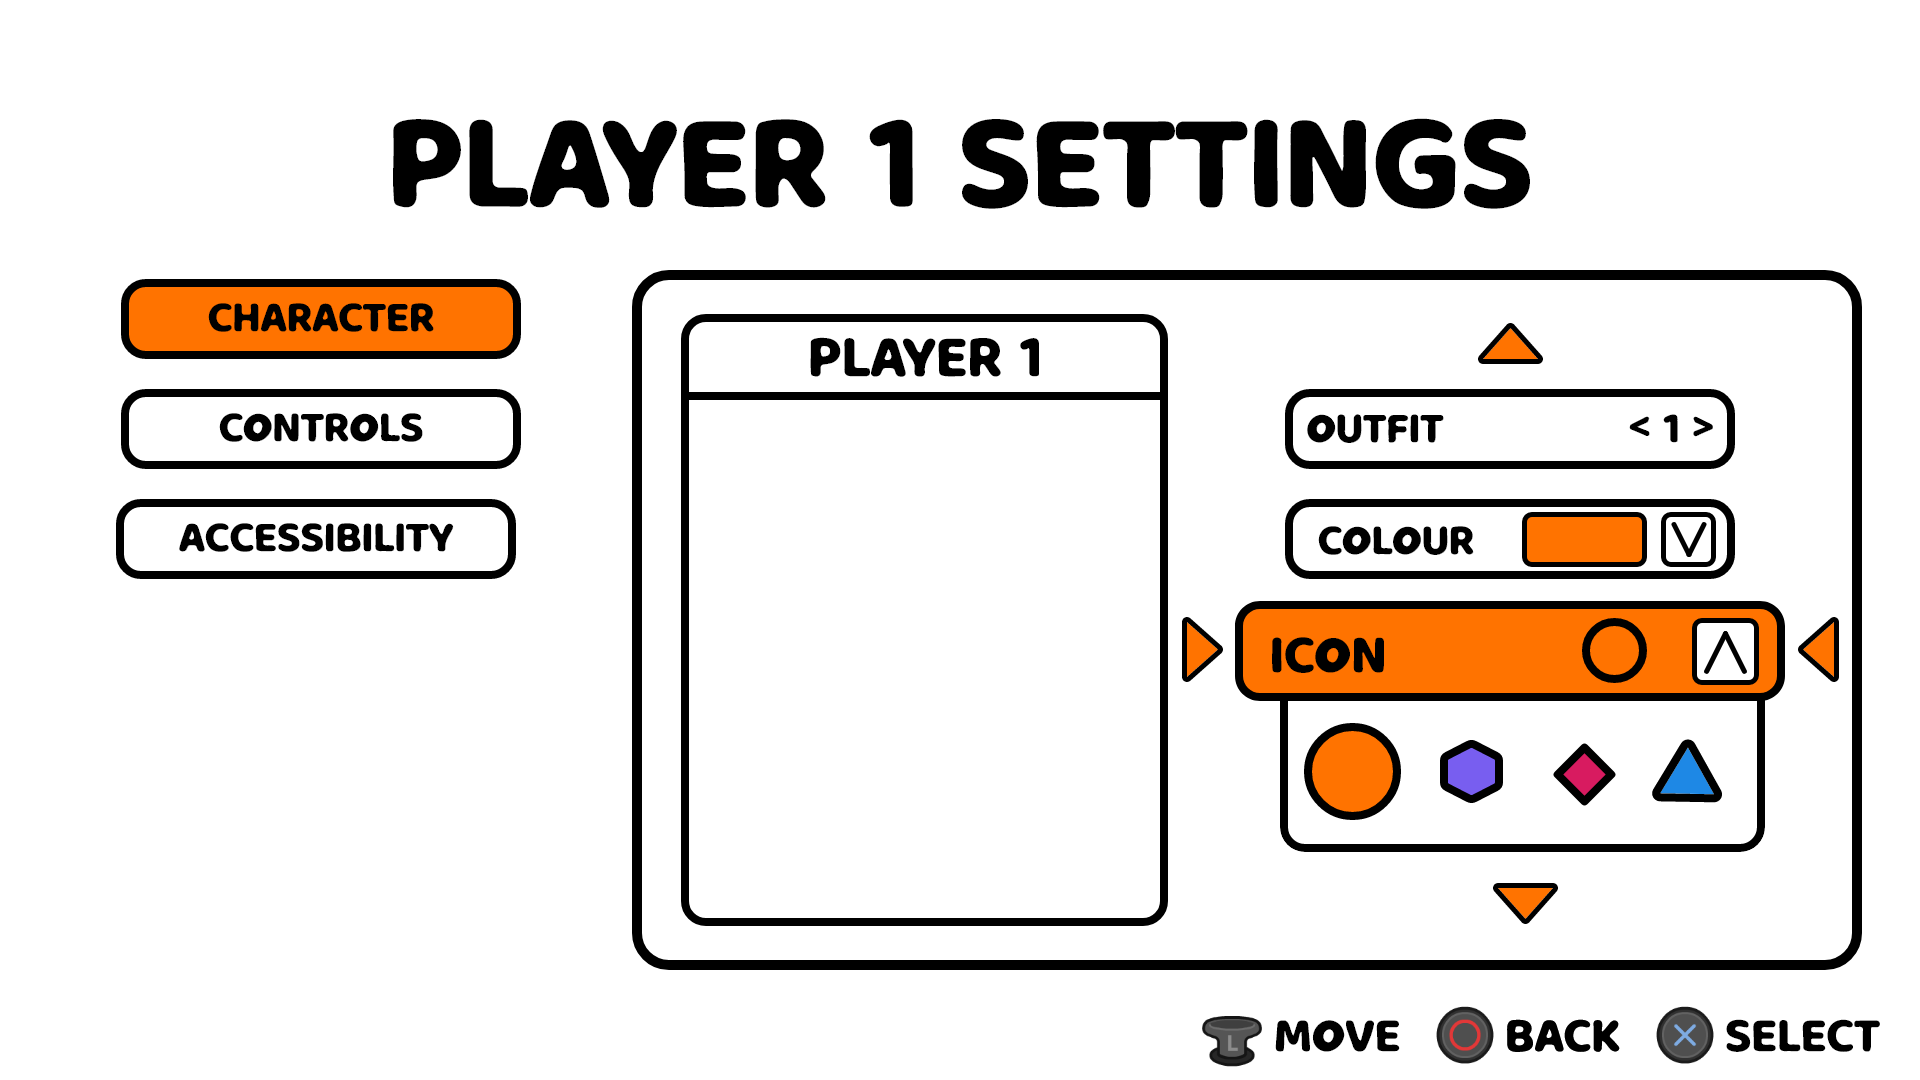 PLAYER 1 SETTINGS
CHARACTER
CONTROLS
ACCESSIBILITY
PLAYER 1
OUTFIT < 1 >
COLOUR
ICON
L MOVE BACK SELECT